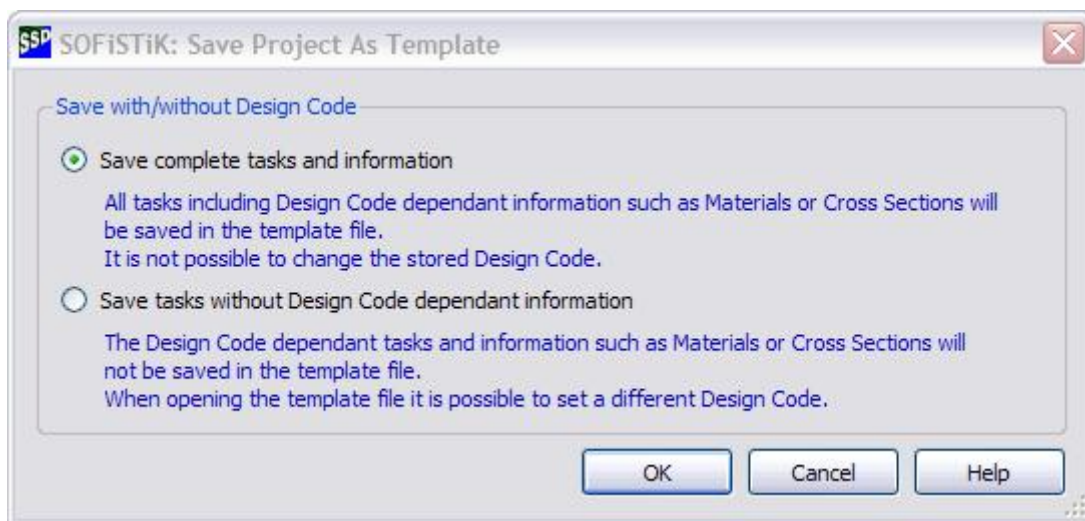 SSD SOFiSTiK: Save Project As Template
Save with/without Design Code
Save complete tasks and information
All tasks including Design Code dependant information such as Materials or Cross Sections will
be saved in the template file.
It is not possible to change the stored Design Code.
Save tasks without Design Code dependant information
The Design Code dependant tasks and information such as Materials or Cross Sections will
not be saved in the template file.
When opening the template file it is possible to set a different Design Code.
OK Cancel Help